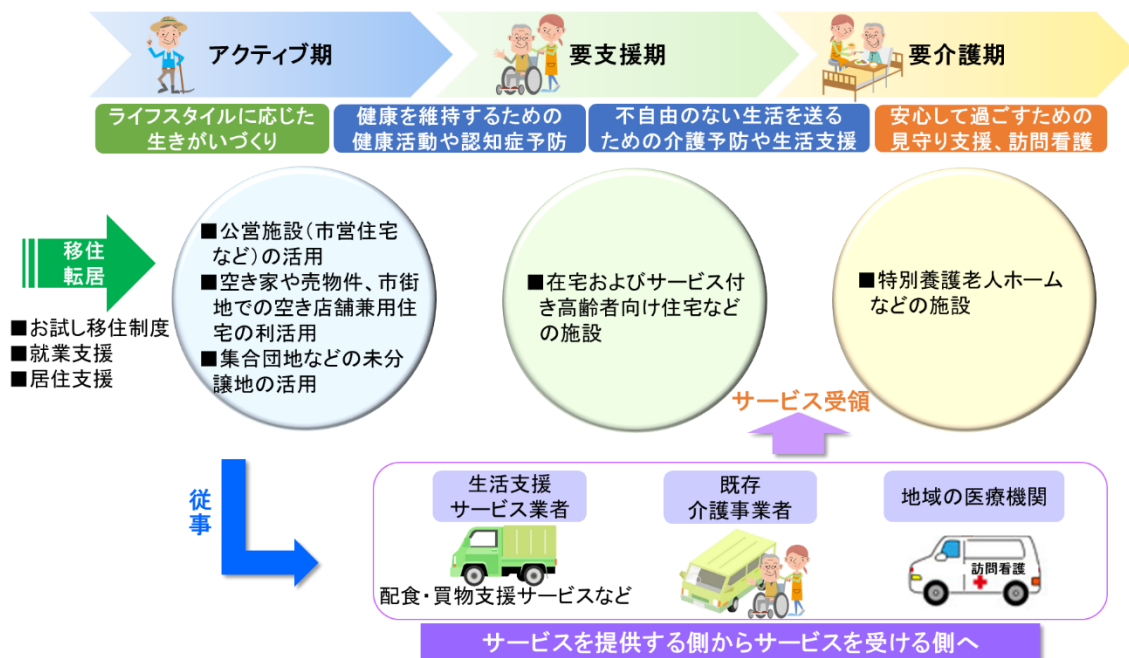 アクティブ期
要支援期
要介護期
ライフスタイルに応じた
生きがいづくり
健康を維持するための
健康活動や認知症予防
不自由のない生活を送る
ための介護予防や生活支援
安心して過ごすための
見守り支援、訪問看護
移住
転居
■お試し移住制度
■就業支援
■居住支援
■公営施設(市営住宅
など)の活用
■空き家や売物件、市街
地での空き店舗兼用住
宅の利活用
■集合団地などの未分
譲地の活用
■在宅およびサービス付
き高齢者向け住宅など
の施設
■特別養護老人ホーム
などの施設
サービス受領
従事
生活支援
サービス業者
配食・買物支援サービスなど
既存
介護事業者
地域の医療機関
訪問看護
サービスを提供する側からサービスを受ける側へ